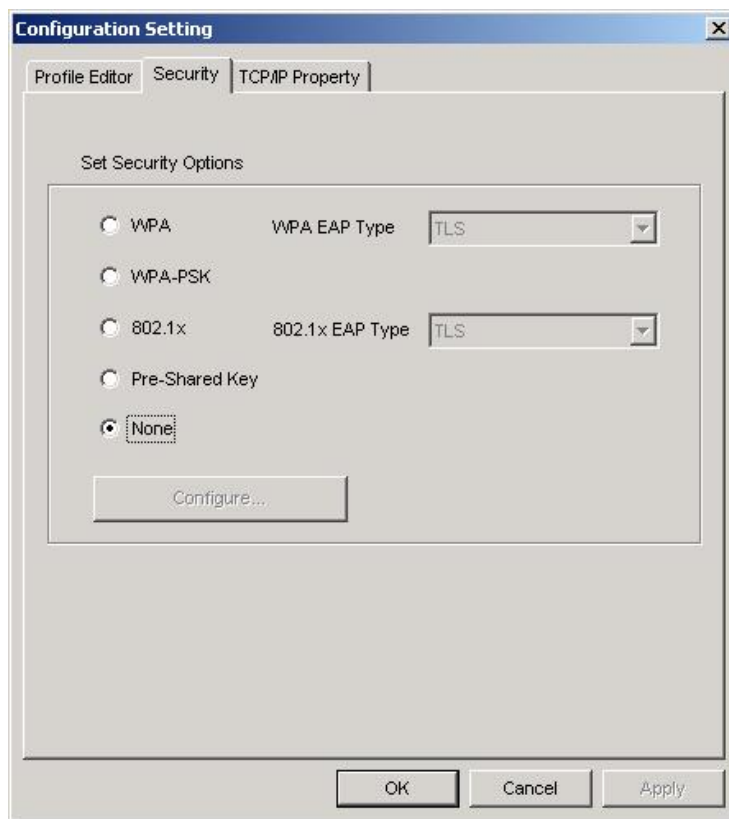 Configuration Setting
Profile Editor Security TCP/IP Property
Set Security Options
WPA WPA EAP Type TLS
WPA-PSK
802.1x 802.1x EAP Type TLS
Pre-Shared Key
None
Configure...
OK Cancel Apply